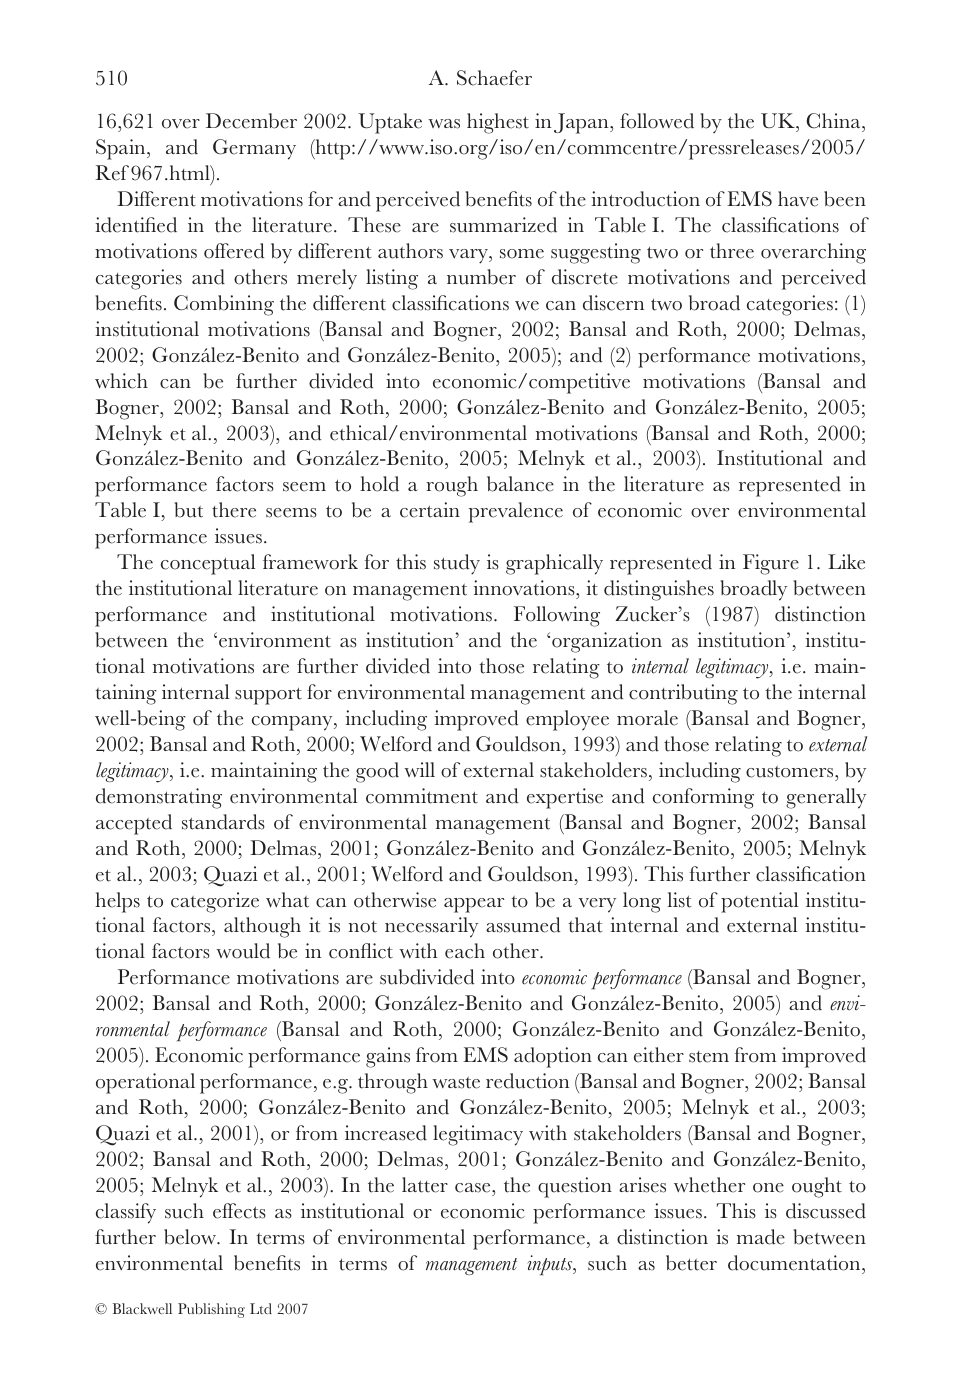 510
A. Schaefer
16,621 over December 2002. Uptake was highest in Japan, followed by the UK, China,
Spain, and Germany (http://www.iso.org/iso/en/commcentre/pressreleases/2005/
Ref 967.html).
Different motivations for and perceived benefits of the introduction of EMS have been
identified in the literature. These are summarized in Table I. The classifications of
motivations offered by different authors vary, some suggesting two or three overarching
categories and others merely listing a number of discrete motivations and perceived
benefits. Combining the different classifications we can discern two broad categories: (1)
institutional motivations (Bansal and Bogner, 2002; Bansal and Roth, 2000; Delmas,
2002; González-Benito and González-Benito, 2005); and (2) performance motivations,
which can be further divided into economic/competitive motivations (Bansal and
Bogner, 2002; Bansal and Roth, 2000; González-Benito and González-Benito, 2005;
Melnyk et al., 2003), and ethical/environmental motivations (Bansal and Roth, 2000;
González-Benito and González-Benito, 2005; Melnyk et al., 2003). Institutional and
performance factors seem to hold a rough balance in the literature as represented in
Table I, but there seems to be a certain prevalence of economic over environmental
performance issues.
The conceptual framework for this study is graphically represented in Figure 1. Like
the institutional literature on management innovations, it distinguishes broadly between
performance and institutional motivations. Following Zucker's (1987) distinction
between the 'environment as institution' and the 'organization as institution', institu-
tional motivations are further divided into those relating to internal legitimacy, i.e. main-
taining internal support for environmental management and contributing to the internal
well-being of the company, including improved employee morale (Bansal and Bogner,
2002; Bansal and Roth, 2000; Welford and Gouldson, 1993) and those relating to external
legitimacy, i.e. maintaining the good will of external stakeholders, including customers, by
demonstrating environmental commitment and expertise and conforming to generally
accepted standards of environmental management (Bansal and Bogner, 2002; Bansal
and Roth, 2000; Delmas, 2001; González-Benito and González-Benito, 2005; Melnyk
et al., 2003; Quazi et al., 2001; Welford and Gouldson, 1993). This further classification
helps to categorize what can otherwise appear to be a very long list of potential institu-
tional factors, although it is not necessarily assumed that internal and external institu-
tional factors would be in conflict with each other.
Performance motivations are subdivided into economic performance (Bansal and Bogner,
2002; Bansal and Roth, 2000; González-Benito and González-Benito, 2005) and envi-
ronmental performance (Bansal and Roth, 2000; González-Benito and González-Benito,
2005). Economic performance gains from EMS adoption can either stem from improved
operational performance, e.g. through waste reduction (Bansal and Bogner, 2002; Bansal
and Roth, 2000; González-Benito and González-Benito, 2005; Melnyk et al., 2003;
Quazi et al., 2001), or from increased legitimacy with stakeholders (Bansal and Bogner,
2002; Bansal and Roth, 2000; Delmas, 2001; González-Benito and González-Benito,
2005; Melnyk et al., 2003). In the latter case, the question arises whether one ought to
classify such effects as institutional or economic performance issues. This is discussed
further below. In terms of environmental performance, a distinction is made between
environmental benefits in terms of management inputs, such as better documentation,
© Blackwell Publishing Ltd 2007